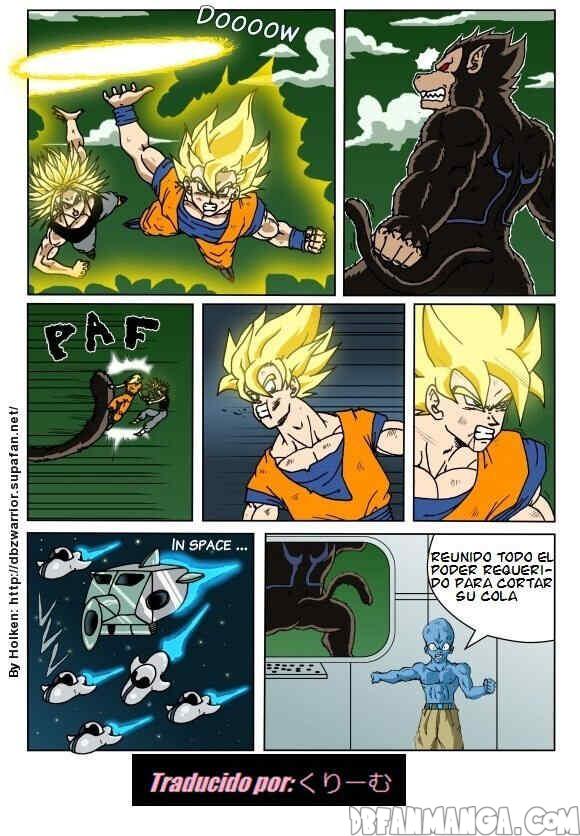 DOOOOW
PAF
IN SPACE ...
REUNIDO TODO EL
PODER REQUERI-
DO PARA CORTAR
SU COLA
By Holken: http://dbzwarrior.supafan.net/
Traducido por: くりーむ
DBFANMANGA.COM